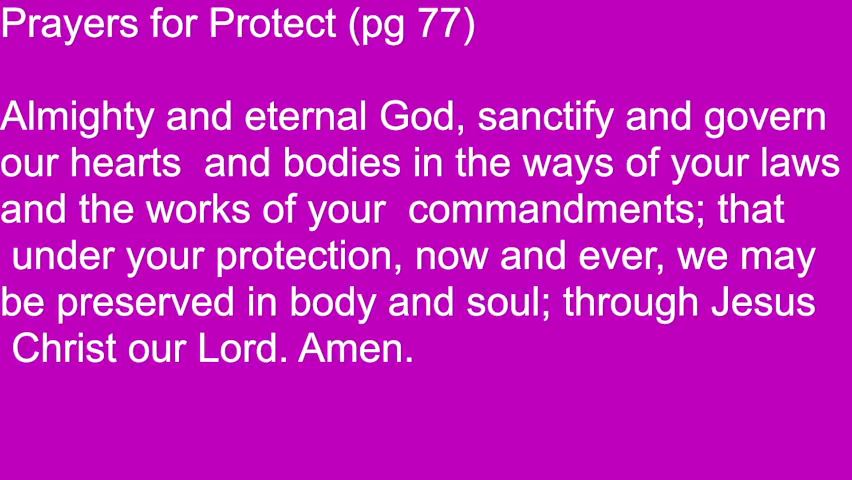 Prayers for Protect (pg 77)
Almighty and eternal God, sanctify and govern
our hearts  and bodies in the ways of your laws
and the works of your  commandments; that
under your protection, now and ever, we may
be preserved in body and soul; through Jesus
Christ our Lord. Amen.